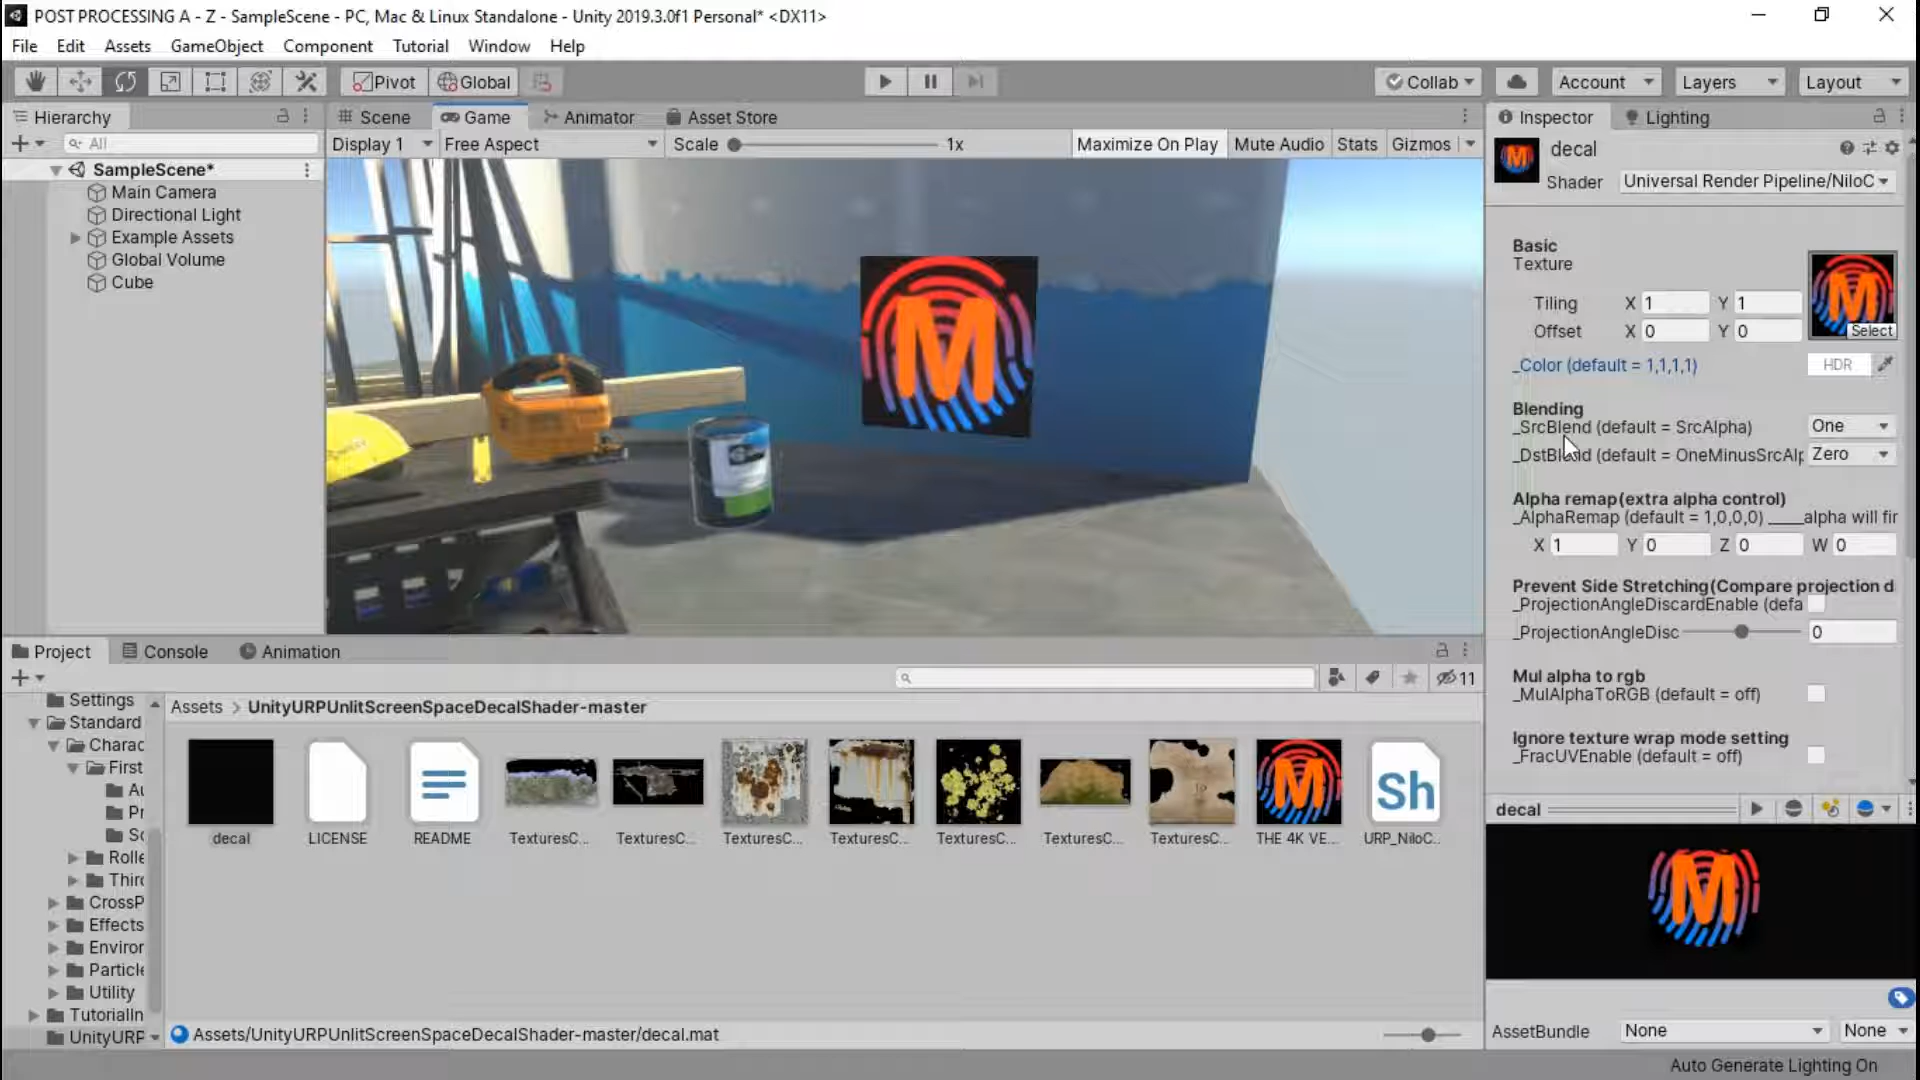 POST PROCESSING A - Z - SampleScene - PC, Mac & Linux Standalone - Unity 2019.3.0f1 Personal* <DX11>
File Edit Assets GameObject Component Tutorial Window Help
Pivot Global Collab Account Layers Layout
Hierarchy
All
SampleScene*
Main Camera
Directional Light
Example Assets
Global Volume
Cube
Scene Game Animator Asset Store
Display 1 Free Aspect Scale 1x Maximize On Play Mute Audio Stats Gizmos
M
Inspector Lighting
decal
Shader Universal Render Pipeline/NiloC
Basic
Texture
Tiling X 1 Y 1
Offset X 0 Y 0
Select
_Color (default = 1,1,1,1) HDR
Blending
_SrcBlend (default = SrcAlpha) One
_DstBlend (default = OneMinusSrcAlp Zero
Alpha remap(extra alpha control)
_AlphaRemap (default = 1,0,0,0) ____alpha will fir
X 1 Y 0 Z 0 W 0
Prevent Side Stretching(Compare projection d
_ProjectionAngleDiscardEnable (defa
_ProjectionAngleDisc 0
Mul alpha to rgb
_MulAlphaToRGB (default = off)
Ignore texture wrap mode setting
_FracUVEnable (default = off)
decal
M
AssetBundle None None
Project Console Animation
11
Settings
Standard
Charac
First
Au
Pr
Sc
Rolle
Third
CrossP
Effects
Enviror
Particle
Utility
TutorialIn
UnityURP
Assets > UnityURPUnlitScreenSpaceDecalShader-master
Sh
decal LICENSE README TexturesC... TexturesC... TexturesC... TexturesC... TexturesC... TexturesC... TexturesC... THE 4K VE... URP_NiloC..
Assets/UnityURPUnlitScreenSpaceDecalShader-master/decal.mat
Auto Generate Lighting On